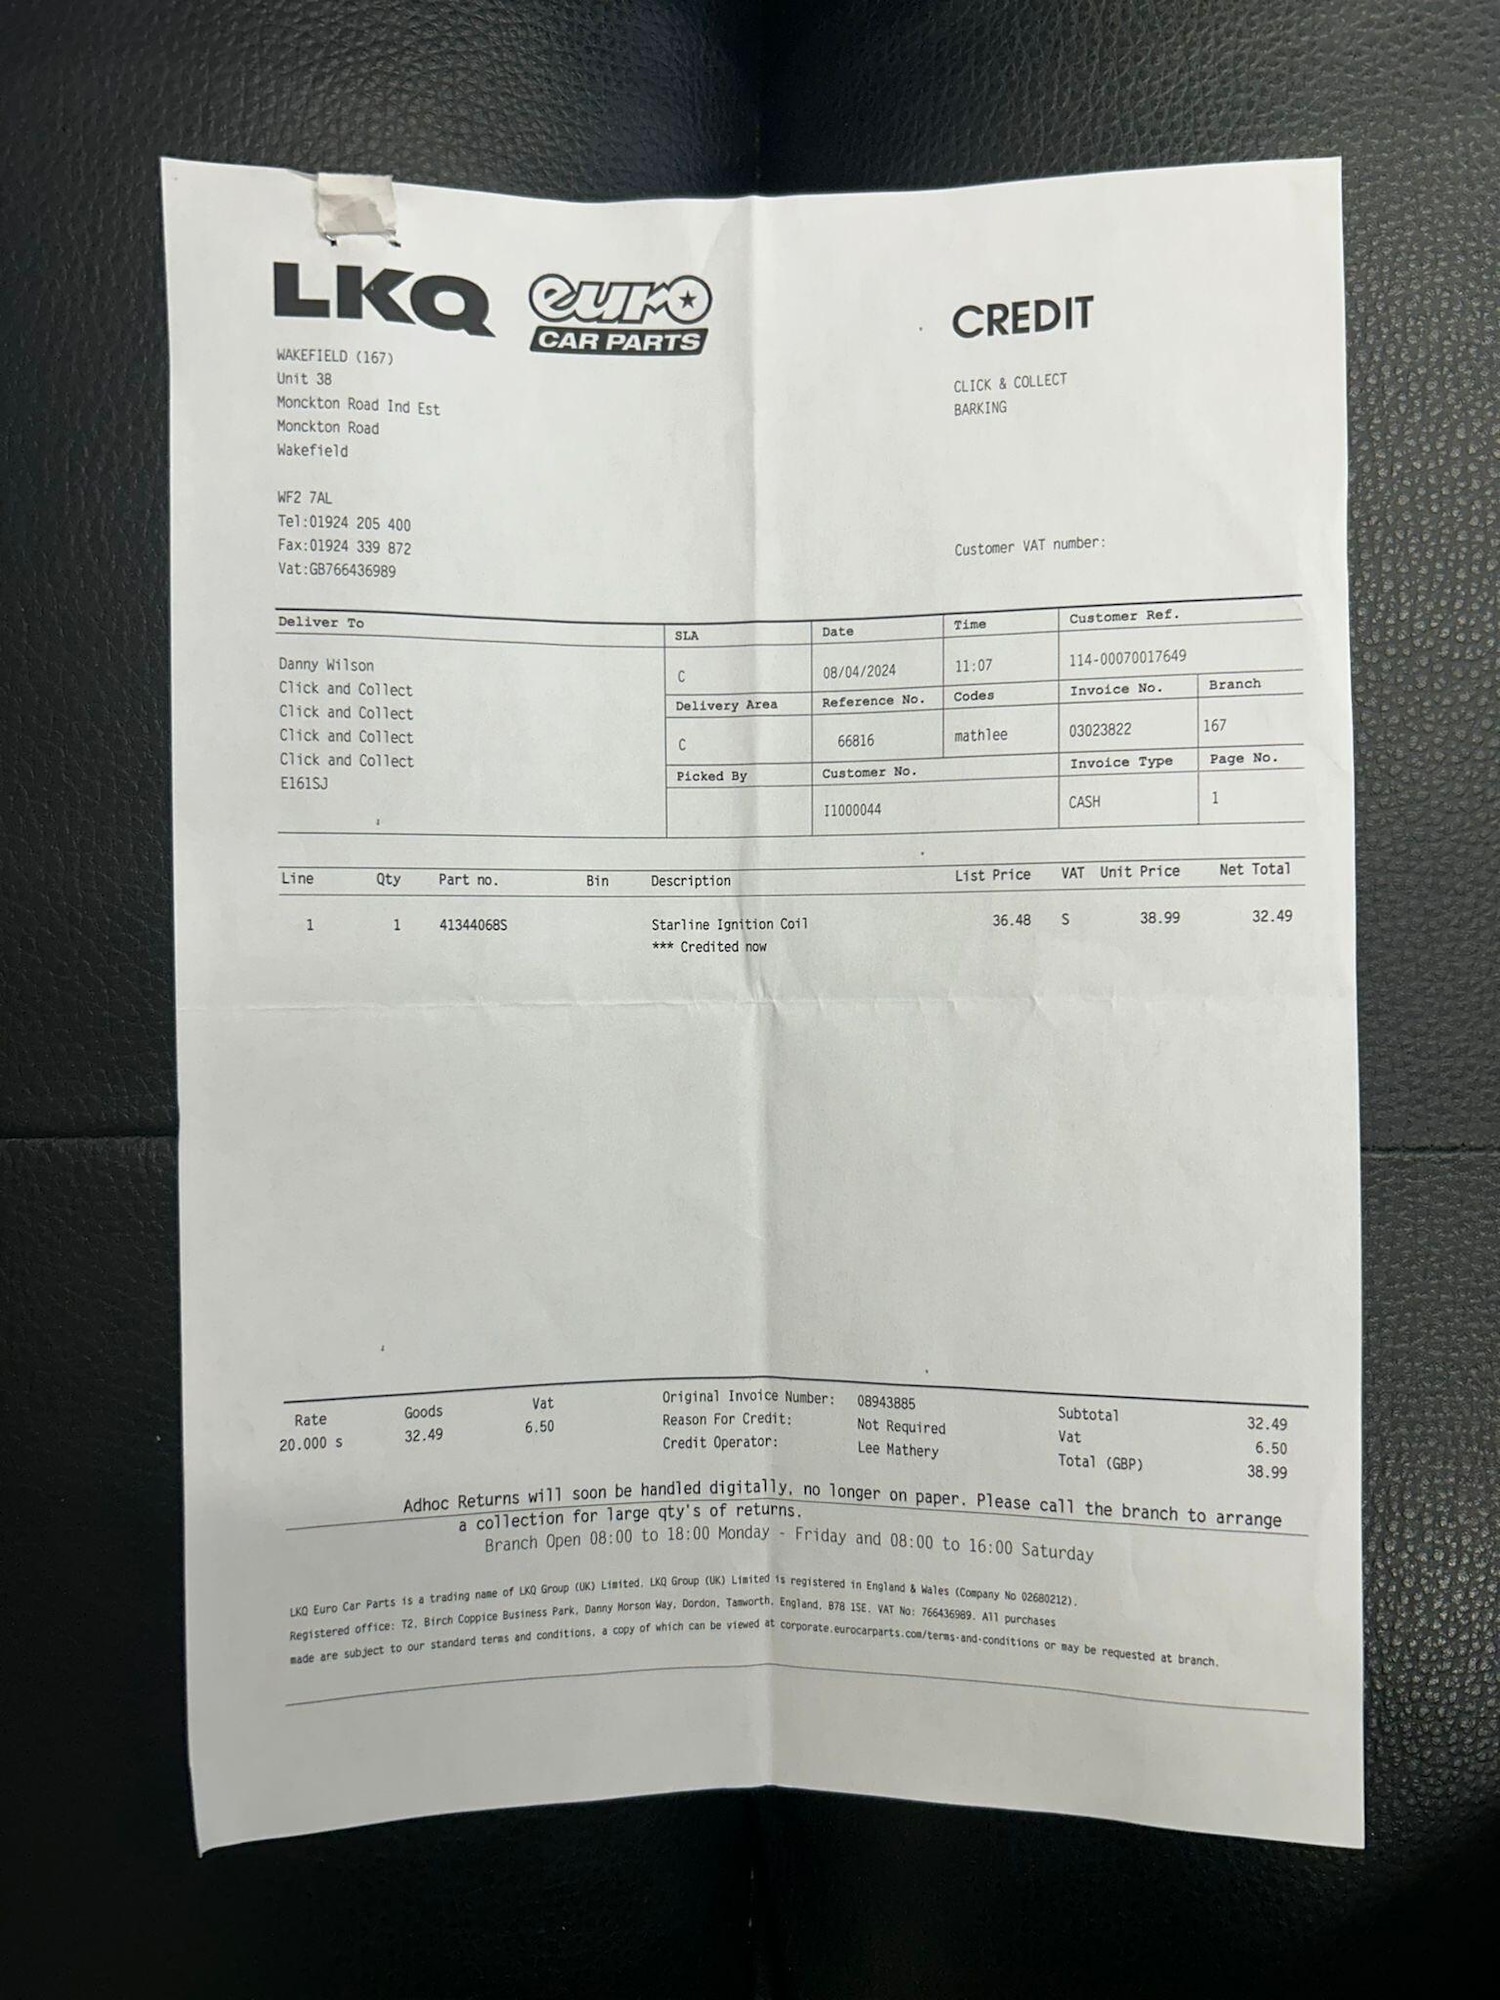 LKQ euro CAR PARTS
CREDIT
WAKEFIELD (167)
Unit 38
Monckton Road Ind Est
Monckton Road
Wakefield
WF2 7AL
Tel:01924 205 400
Fax:01924 339 872
Vat:GB766436989
CLICK & COLLECT
BARKING
Customer VAT number:
Deliver To
Danny Wilson
Click and Collect
Click and Collect
Click and Collect
Click and Collect
E161SJ
SLA Date Time Customer Ref.
C 08/04/2024 11:07 114-00070017649
Delivery Area Reference No. Codes Invoice No. Branch
C 66816 mathlee 03023822 167
Picked By Customer No. Invoice Type Page No.
I1000044 CASH 1
Line Qty Part no. Bin Description List Price VAT Unit Price Net Total
1 1 41344068S Starline Ignition Coil 36.48 S 38.99 32.49
*** Credited now
Rate Goods Vat
20.000 s 32.49 6.50
Original Invoice Number: 08943885
Reason For Credit: Not Required
Credit Operator: Lee Mathery
Subtotal 32.49
Vat 6.50
Total (GBP) 38.99
Adhoc Returns will soon be handled digitally, no longer on paper. Please call the branch to arrange
a collection for large qty's of returns.
Branch Open 08:00 to 18:00 Monday - Friday and 08:00 to 16:00 Saturday
LKQ Euro Car Parts is a trading name of LKQ Group (UK) Limited. LKQ Group (UK) Limited is registered in England & Wales (Company No 02680212).
Registered office: T2, Birch Coppice Business Park, Danny Morson Way, Dordon, Tamworth, England, B78 1SE. VAT No: 766436989. All purchases
made are subject to our standard terms and conditions, a copy of which can be viewed at corporate.eurocarparts.com/terms-and-conditions or may be requested at branch.